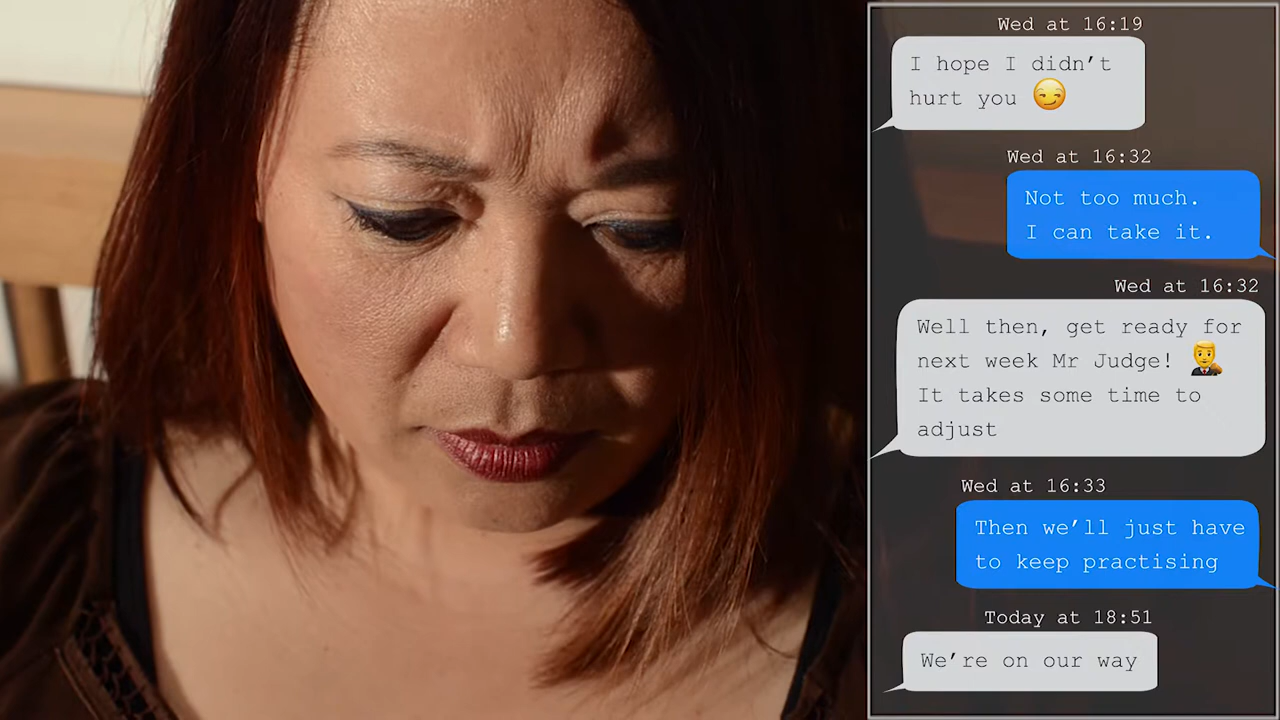 Wed at 16:19
I hope I didn’t
hurt you 😏
Wed at 16:32
Not too much.
I can take it.
Wed at 16:32
Well then, get ready for
next week Mr Judge! 👨‍⚖️
It takes some time to
adjust
Wed at 16:33
Then we’ll just have
to keep practising
Today at 18:51
We’re on our way